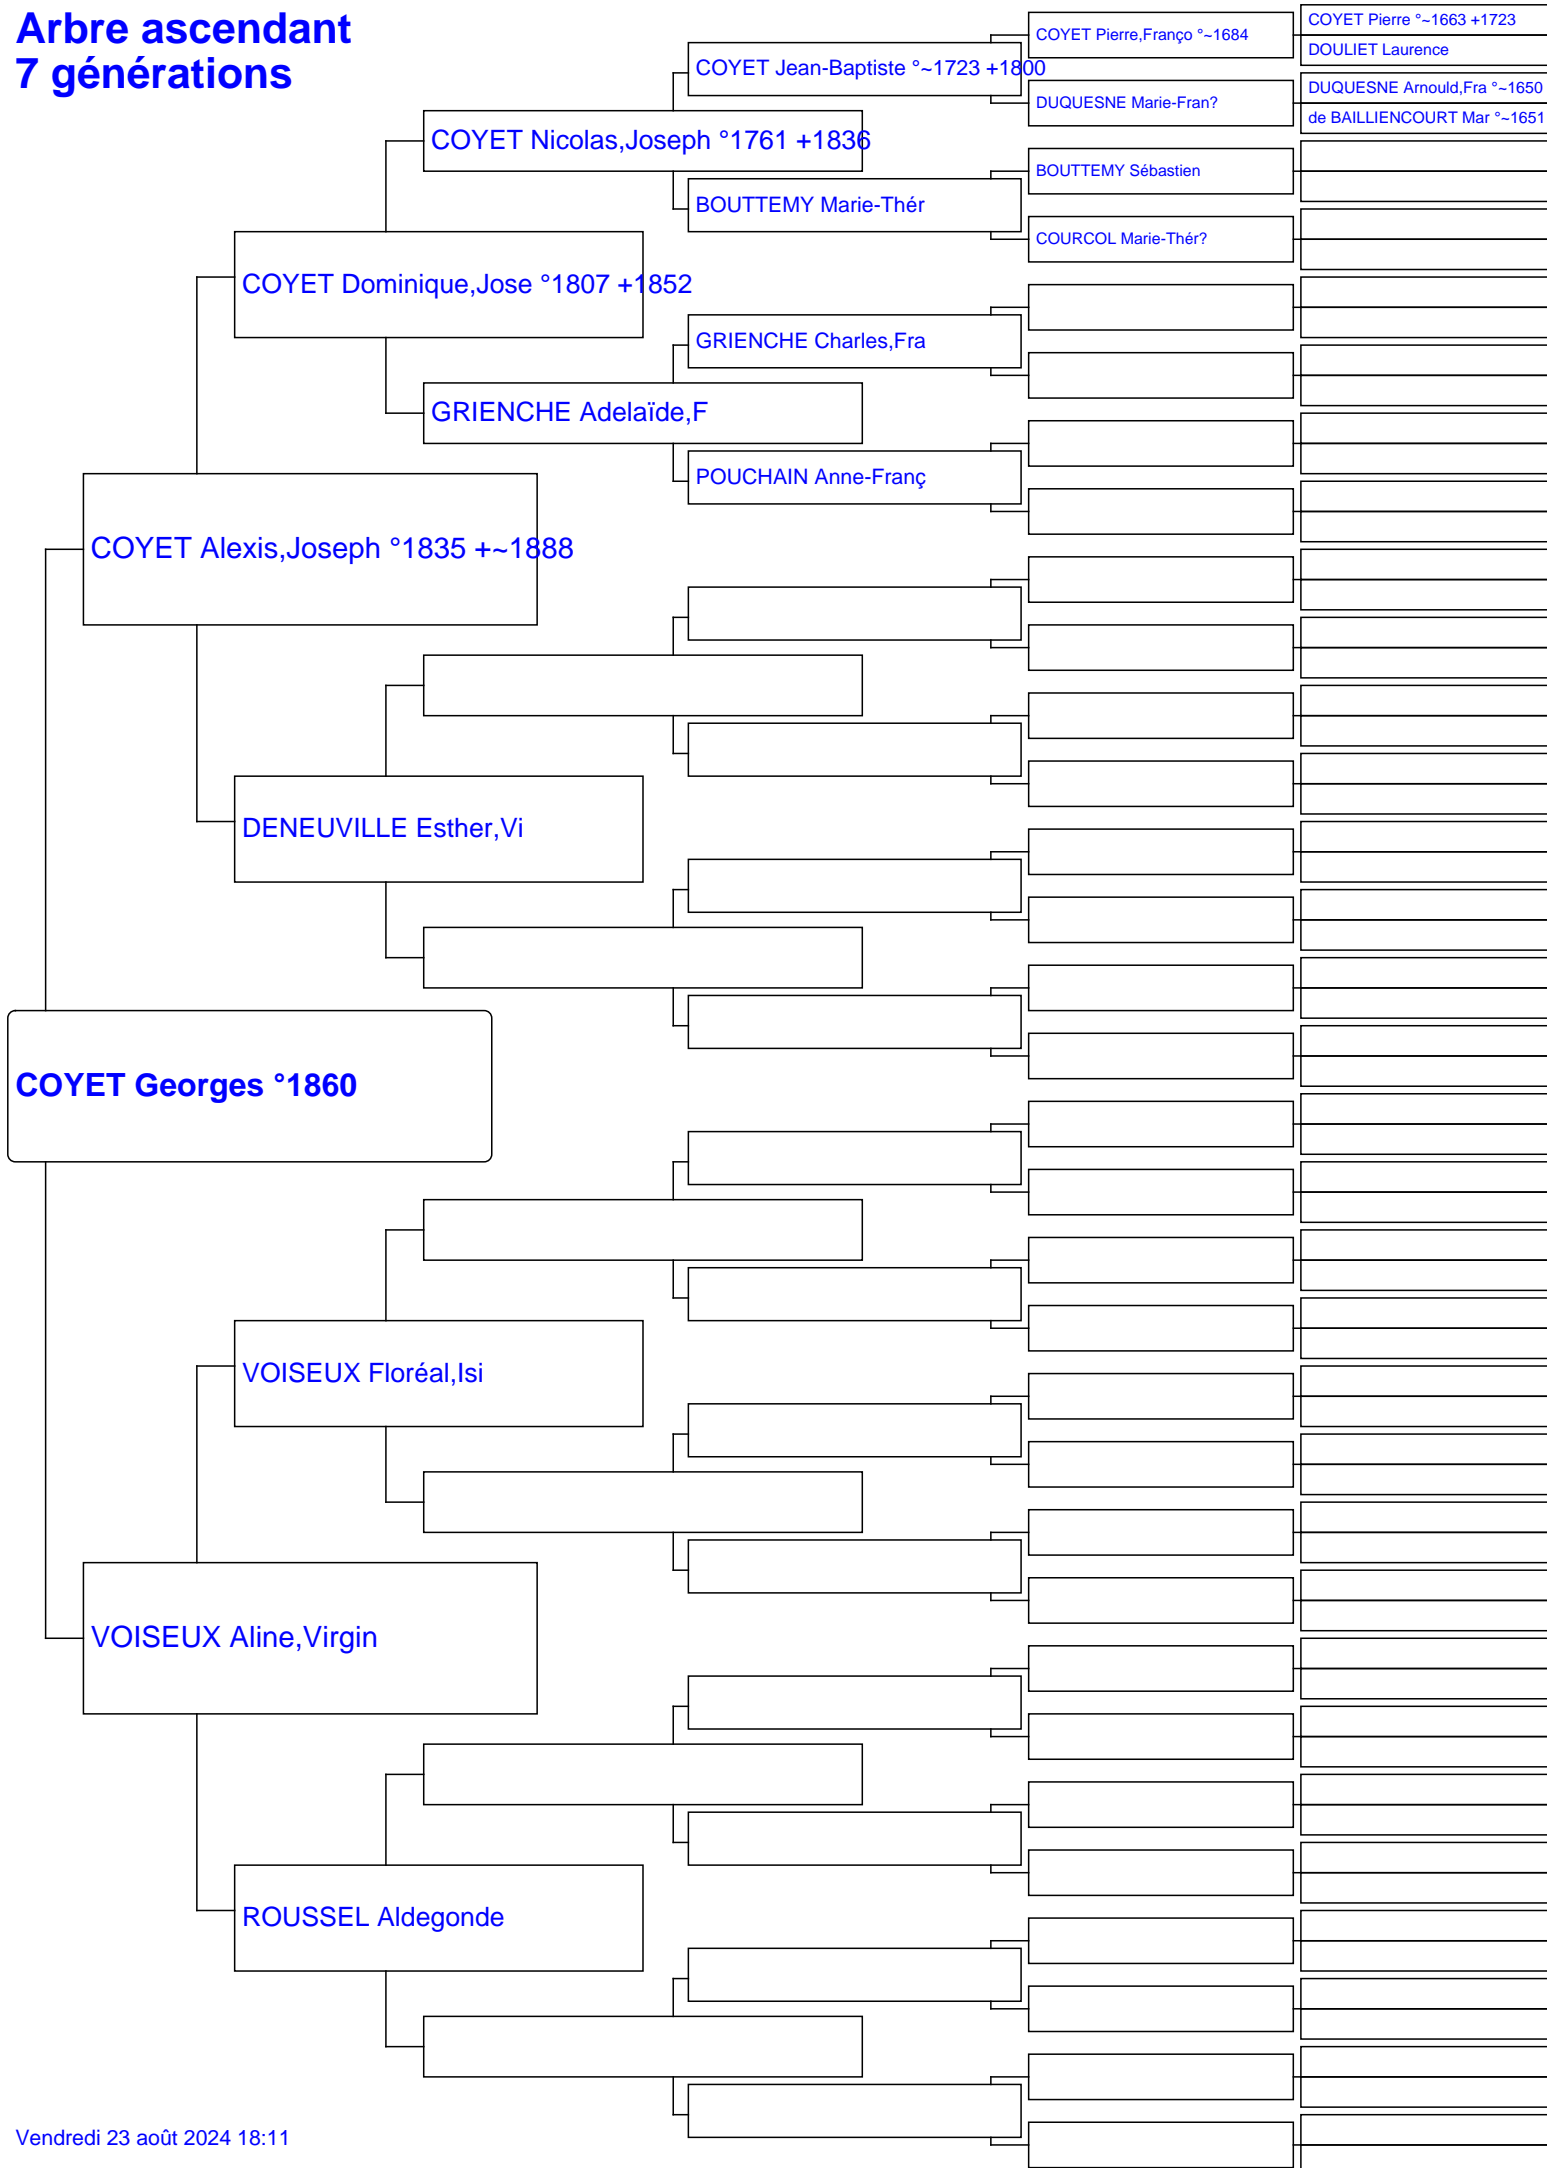 Arbre ascendant
7 générations
COYET Pierre °~1663 +1723
COYET Pierre,Franço °~1684
DOULIET Laurence
COYET Jean-Baptiste °~1723 +1800
DUQUESNE Arnould,Fra °~1650
DUQUESNE Marie-Fran?
de BAILLIENCOURT Mar °~1651
COYET Nicolas,Joseph °1761 +1836
BOUTTEMY Sébastien
BOUTTEMY Marie-Thér
COURCOL Marie-Thér?
COYET Dominique,Jose °1807 +1852
GRIENCHE Charles,Fra
GRIENCHE Adelaïde,F
POUCHAIN Anne-Franç
COYET Alexis,Joseph °1835 +~1888
DENEUVILLE Esther,Vi
COYET Georges °1860
VOISEUX Floréal,Isi
VOISEUX Aline,Virgin
ROUSSEL Aldegonde
Vendredi 23 août 2024 18:11